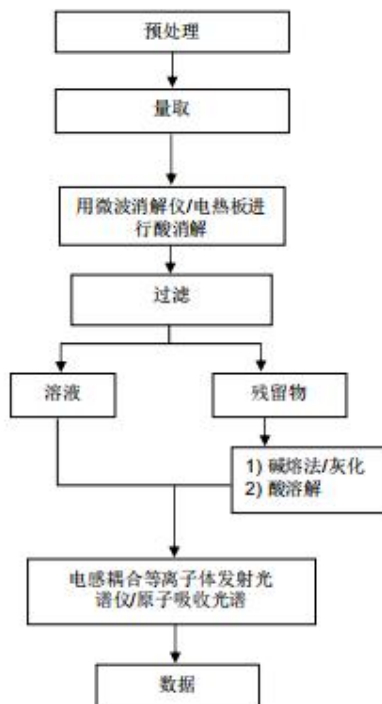 预处理
量取
用微波消解仪/电热板进
行酸消解
过滤
溶液
残留物
1) 碱熔法/灰化
2) 酸溶解
电感耦合等离子体发射光
谱仪/原子吸收光谱
数据